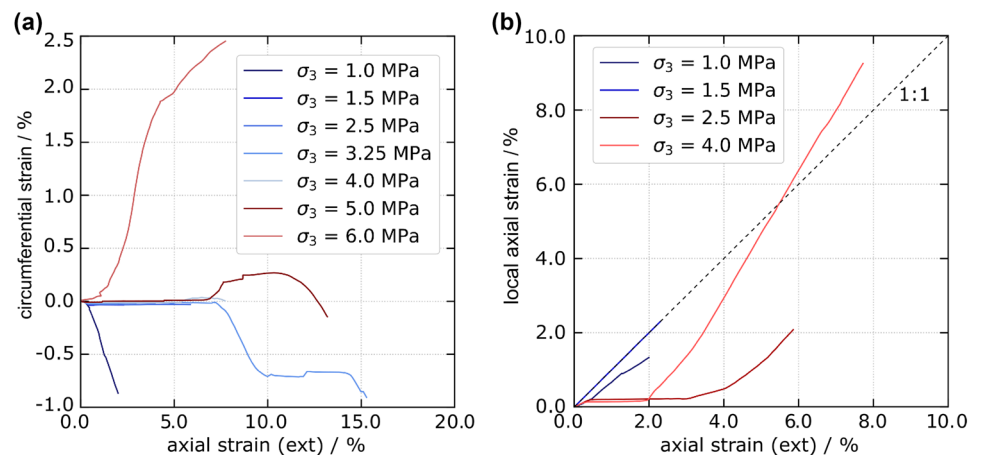 (a)
2.5
2.0
1.5
1.0
0.5
0.0
-0.5
-1.0
circumferential strain / %
σ3 = 1.0 MPa
σ3 = 1.5 MPa
σ3 = 2.5 MPa
σ3 = 3.25 MPa
σ3 = 4.0 MPa
σ3 = 5.0 MPa
σ3 = 6.0 MPa
0.0 5.0 10.0 15.0 20.0
axial strain (ext) / %
(b)
10.0
8.0
6.0
4.0
2.0
0.0
local axial strain / %
σ3 = 1.0 MPa
σ3 = 1.5 MPa
σ3 = 2.5 MPa
σ3 = 4.0 MPa
1:1
0.0 2.0 4.0 6.0 8.0 10.0
axial strain (ext) / %